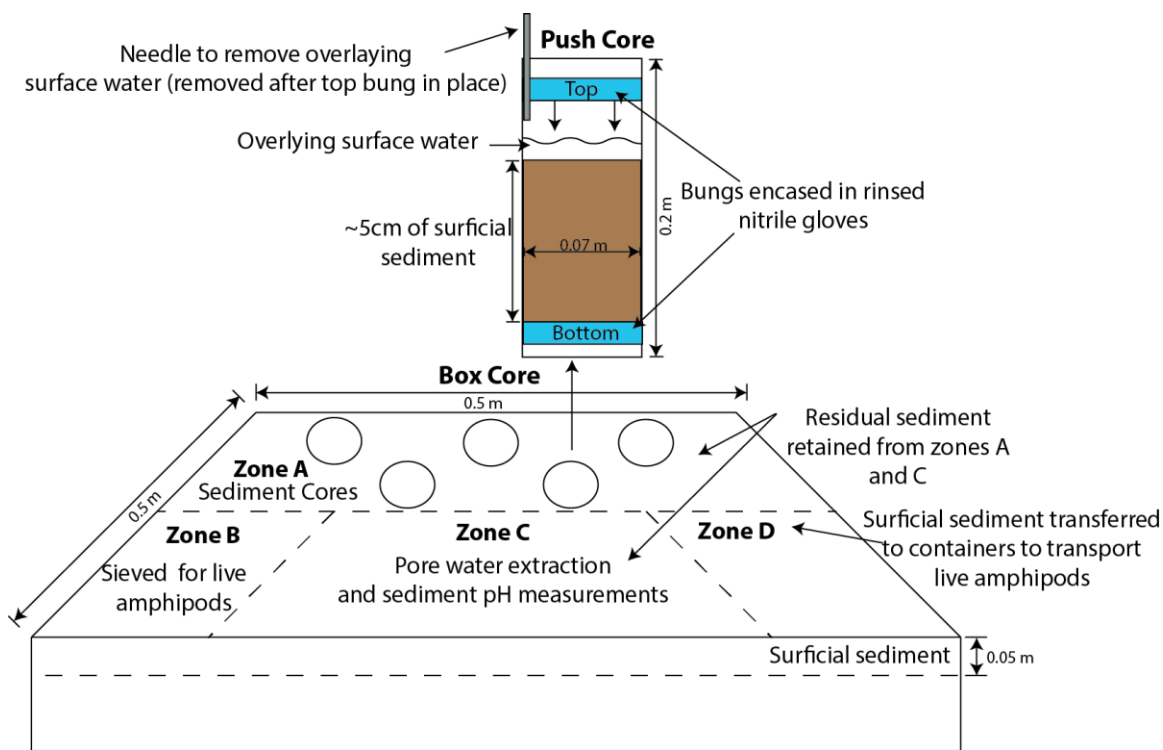 Needle to remove overlaying
surface water (removed after top bung in place)
Push Core
Top
Overlying surface water
Bungs encased in rinsed
nitrile gloves
0.2 m
~5cm of surficial
sediment
0.07 m
Bottom
Box Core
0.5 m
0.5 m
Residual sediment
retained from zones A
and C
Zone A
Sediment Cores
Zone B
Sieved for live
amphipods
Zone C
Pore water extraction
and sediment pH measurements
Zone D
Surficial sediment transferred
to containers to transport
live amphipods
Surficial sediment
0.05 m